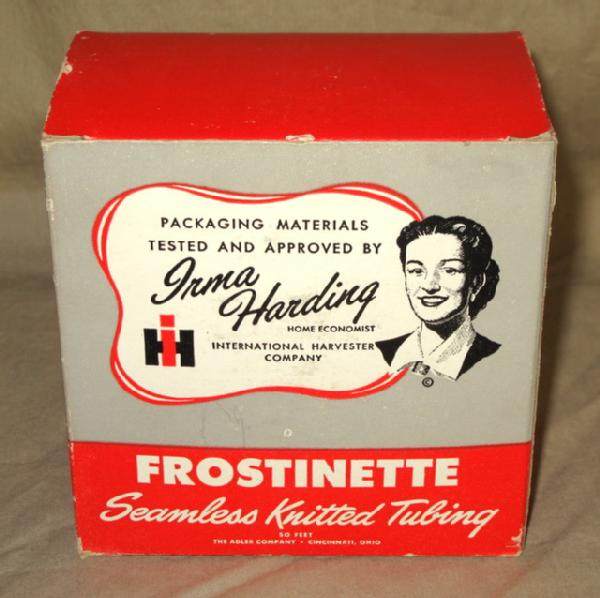 PACKAGING MATERIALS
TESTED AND APPROVED BY
Irma
Harding
HOME ECONOMIST
IH
INTERNATIONAL HARVESTER
COMPANY
©
FROSTINETTE
Seamless Knitted Tubing
50 FEET
THE ADLER COMPANY • CINCINNATI, OHIO